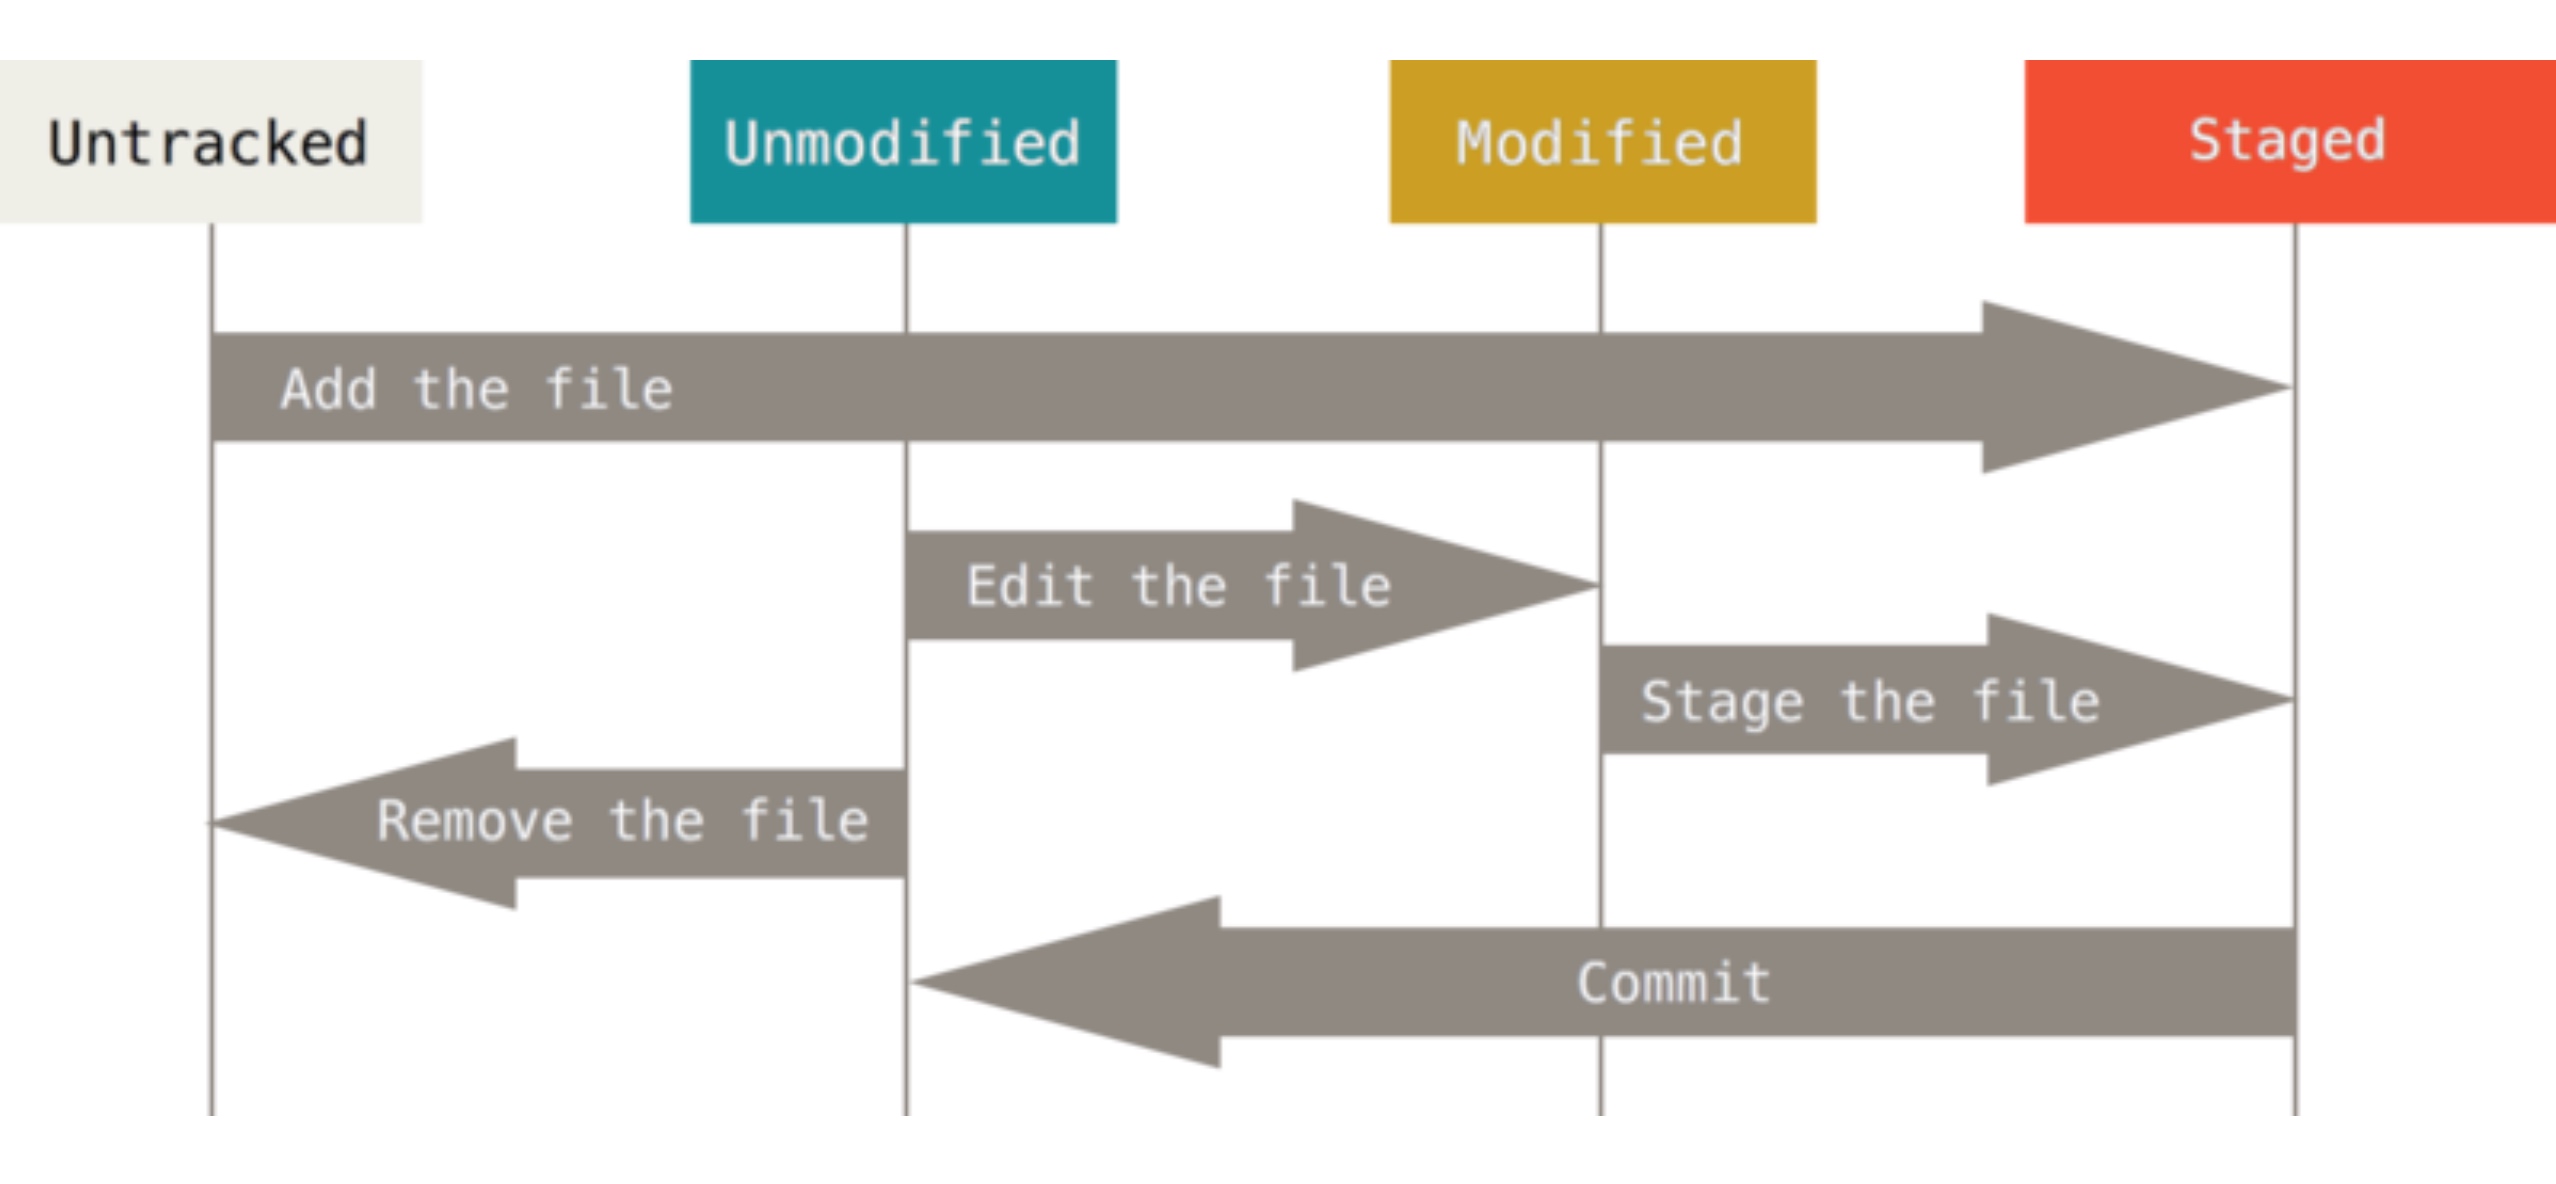 Untracked
Unmodified
Modified
Staged
Add the file
Edit the file
Stage the file
Remove the file
Commit